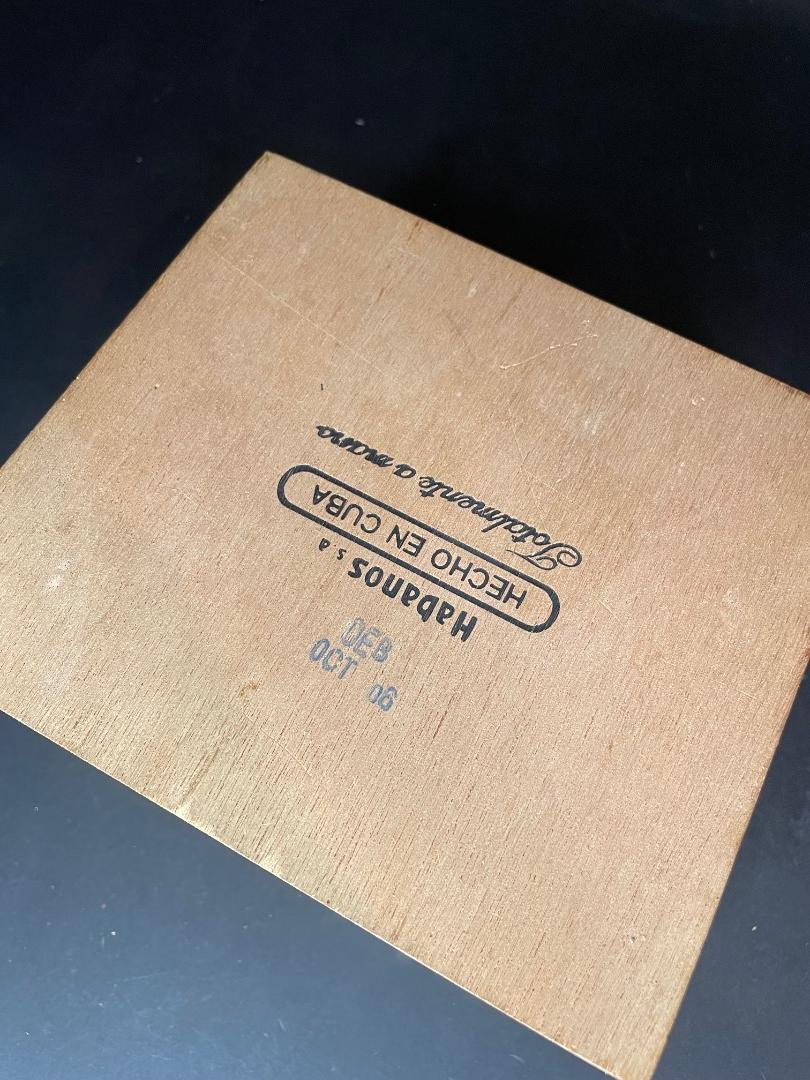 Habanos s.a
HECHO EN CUBA
Totalmente a mano
OEB
OCT 06